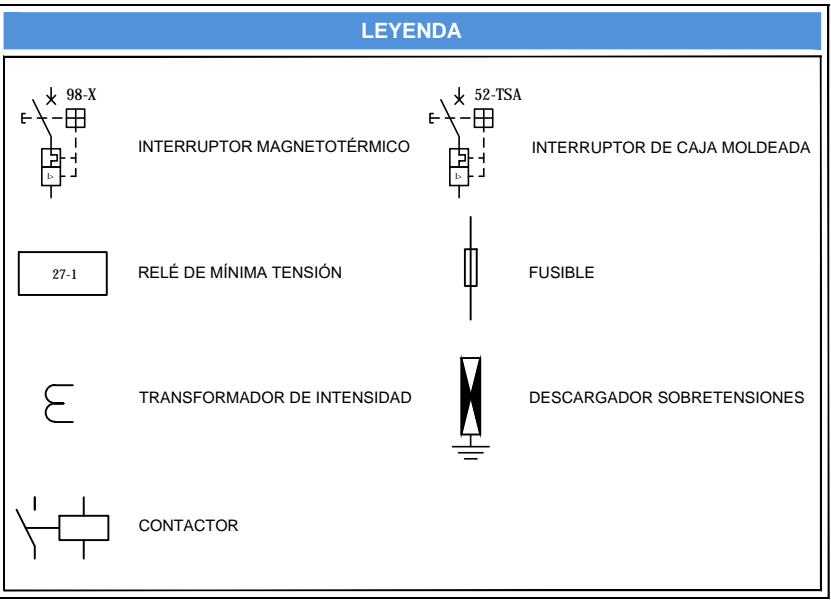 LEYENDA
98-X
INTERRUPTOR MAGNETOTÉRMICO
52-TSA
INTERRUPTOR DE CAJA MOLDEADA
27-1
RELÉ DE MÍNIMA TENSIÓN
FUSIBLE
TRANSFORMADOR DE INTENSIDAD
DESCARGADOR SOBRETENSIONES
CONTACTOR